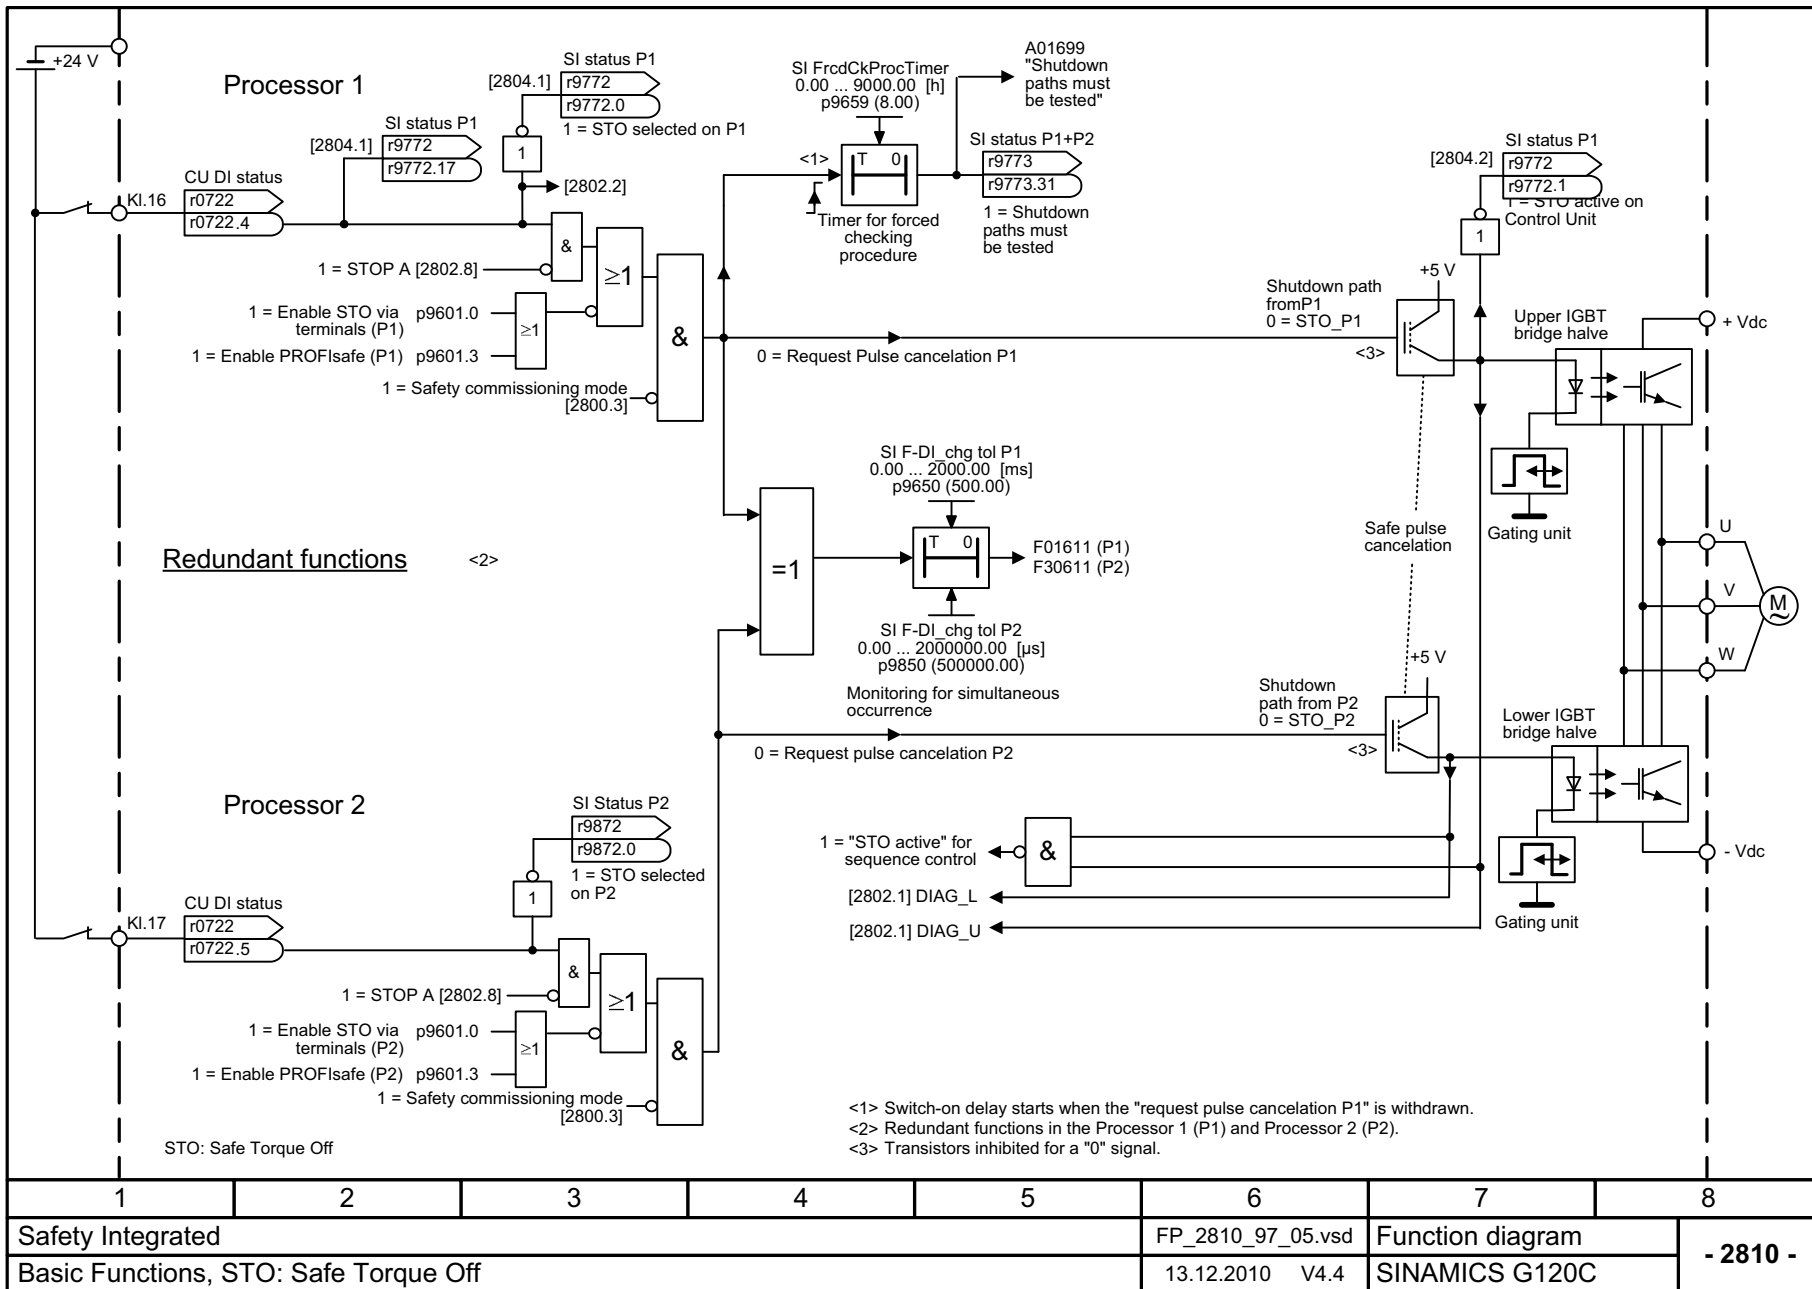 +24 V
Processor 1
[2804.1]
SI status P1
r9772
r9772.0
1 = STO selected on P1
1
[2802.2]
SI status P1
[2804.1]
r9772
r9772.17
CU DI status
Kl.16
r0722
r0722.4
1 = STOP A [2802.8]
&
≥1
1 = Enable STO via
terminals (P1)
p9601.0
≥1
1 = Enable PROFIsafe (P1)
p9601.3
1 = Safety commissioning mode
[2800.3]
&
SI FrcdCkProcTimer
0.00 ... 9000.00 [h]
p9659 (8.00)
<1>
T 0
Timer for forced
checking
procedure
A01699
"Shutdown
paths must
be tested"
SI status P1+P2
r9773
r9773.31
1 = Shutdown
paths must
be tested
0 = Request Pulse cancelation P1
[2804.2]
SI status P1
r9772
r9772.1
1 = STO active on
Control Unit
1
Shutdown path
fromP1
0 = STO_P1
+5 V
<3>
Upper IGBT
bridge halve
+ Vdc
Gating unit
Safe pulse
cancelation
Redundant functions
<2>
=1
SI F-DI_chg tol P1
0.00 ... 2000.00 [ms]
p9650 (500.00)
T 0
F01611 (P1)
F30611 (P2)
SI F-DI_chg tol P2
0.00 ... 2000000.00 [µs]
p9850 (500000.00)
Monitoring for simultaneous
occurrence
U
V
W
M
~
0 = Request pulse cancelation P2
Shutdown
path from P2
0 = STO_P2
+5 V
<3>
Lower IGBT
bridge halve
- Vdc
Gating unit
Processor 2
SI Status P2
r9872
r9872.0
1 = STO selected
on P2
1
CU DI status
Kl.17
r0722
r0722.5
1 = STOP A [2802.8]
&
≥1
1 = Enable STO via
terminals (P2)
p9601.0
≥1
1 = Enable PROFIsafe (P2)
p9601.3
1 = Safety commissioning mode
[2800.3]
&
1 = "STO active" for
sequence control
&
[2802.1] DIAG_L
[2802.1] DIAG_U
STO: Safe Torque Off
<1> Switch-on delay starts when the "request pulse cancelation P1" is withdrawn.
<2> Redundant functions in the Processor 1 (P1) and Processor 2 (P2).
<3> Transistors inhibited for a "0" signal.
1 2 3 4 5 6 7 8
Safety Integrated
FP_2810_97_05.vsd
Function diagram
- 2810 -
Basic Functions, STO: Safe Torque Off
13.12.2010 V4.4
SINAMICS G120C